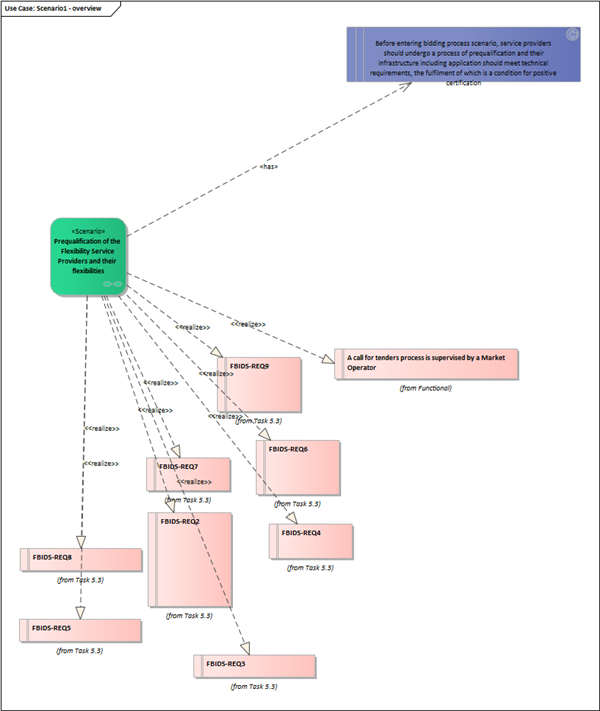 Use Case: Scenario1 - overview
Before entering bidding process scenario, service providers
should undergo a process of prequalification and their
infrastructure including application should meet technical
requirements, the fulfilment of which is a condition for positive
certification
«has»
«Scenario»
Prequalification of the
Flexibility Service
Providers and their
flexibilities
<<realize>>
<<realize>>
A call for tenders process is supervised by a Market
Operator
(from Functional)
FBIDS-REQ9
(from Task 5.3)
<<realize>>
<<realize>>
<<realize>>
<<realize>>
<<realize>>
<<realize>>
<<realize>>
FBIDS-REQ6
(from Task 5.3)
FBIDS-REQ7
(from Task 5.3)
FBIDS-REQ2
(from Task 5.3)
FBIDS-REQ4
(from Task 5.3)
FBIDS-REQ8
(from Task 5.3)
FBIDS-REQ5
(from Task 5.3)
FBIDS-REQ3
(from Task 5.3)